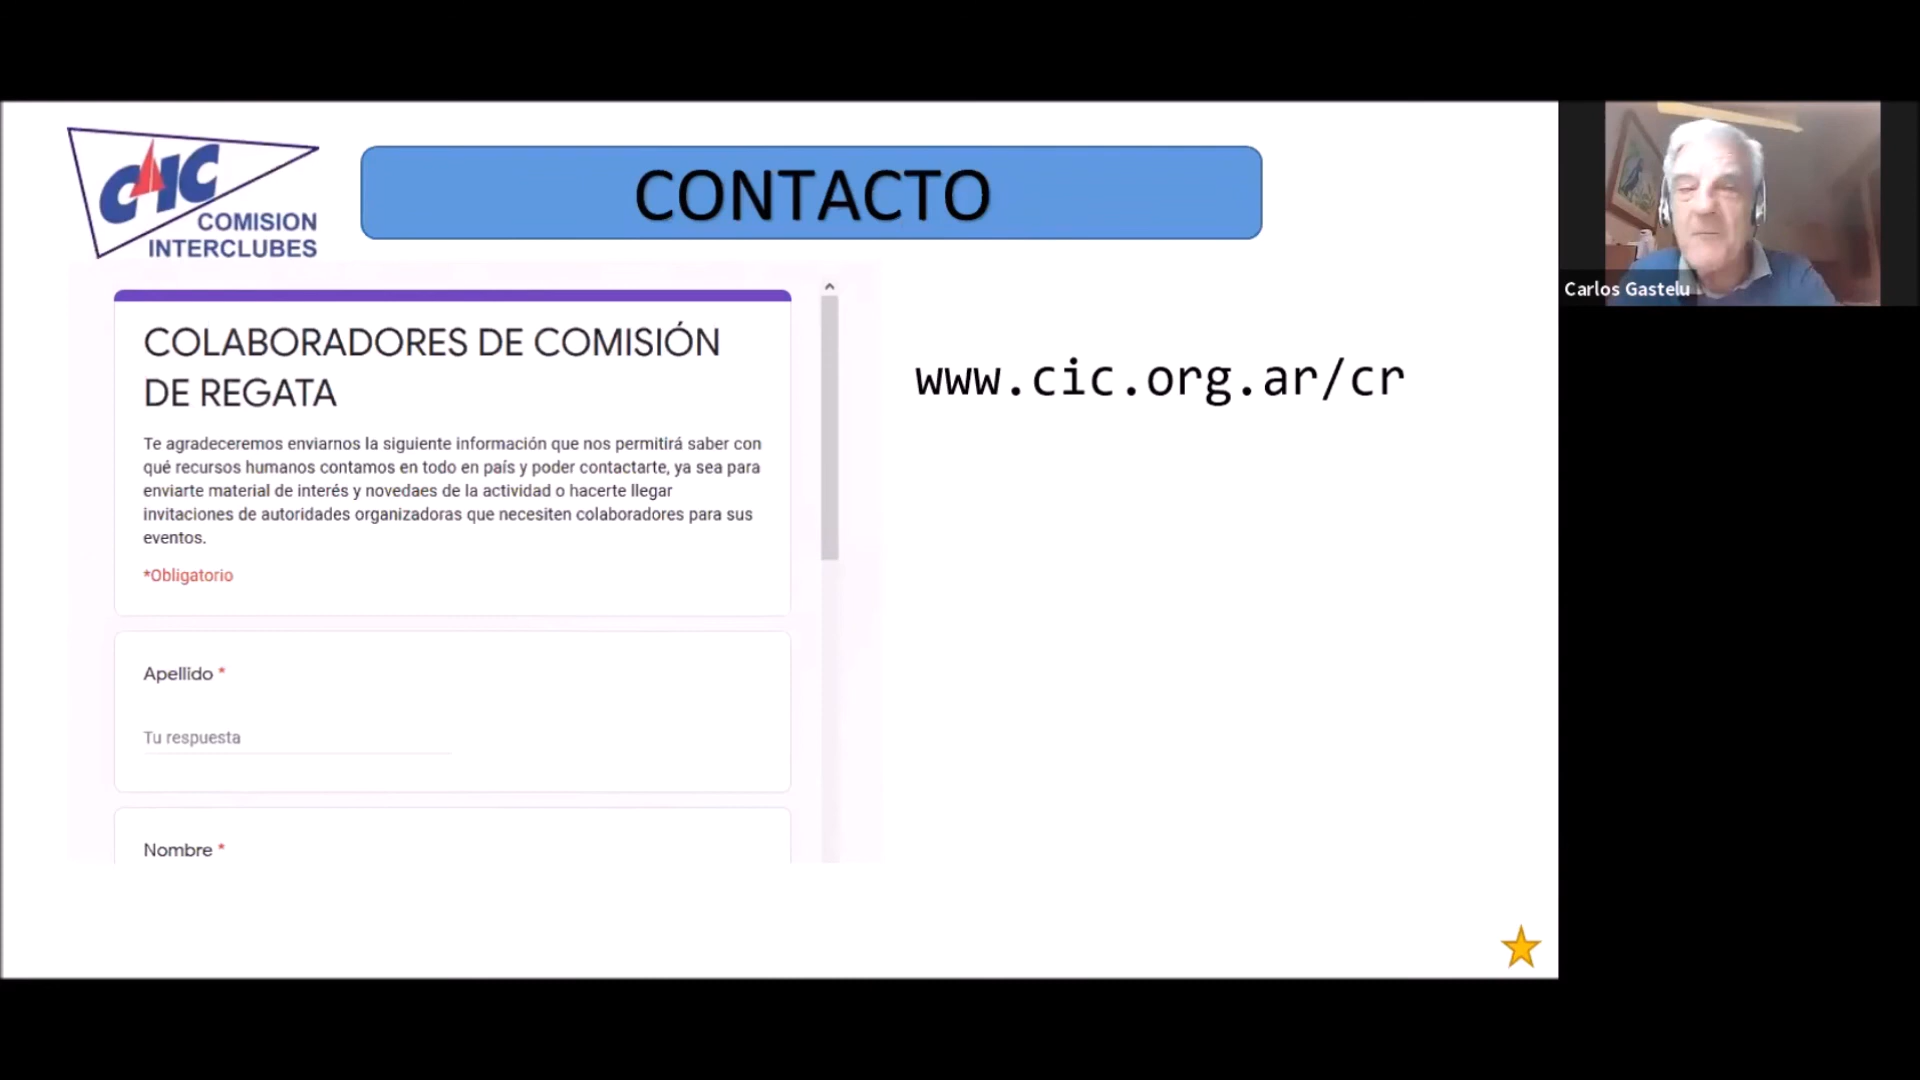 CIC
COMISION
INTERCLUBES
CONTACTO
COLABORADORES DE COMISIÓN
DE REGATA
Te agradeceremos enviarnos la siguiente información que nos permitirá saber con
qué recursos humanos contamos en todo en país y poder contactarte, ya sea para
enviarte material de interés y novedaes de la actividad o hacerte llegar
invitaciones de autoridades organizadoras que necesiten colaboradores para sus
eventos.
*Obligatorio
Apellido *
Tu respuesta
Nombre *
www.cic.org.ar/cr
Carlos Gastelu